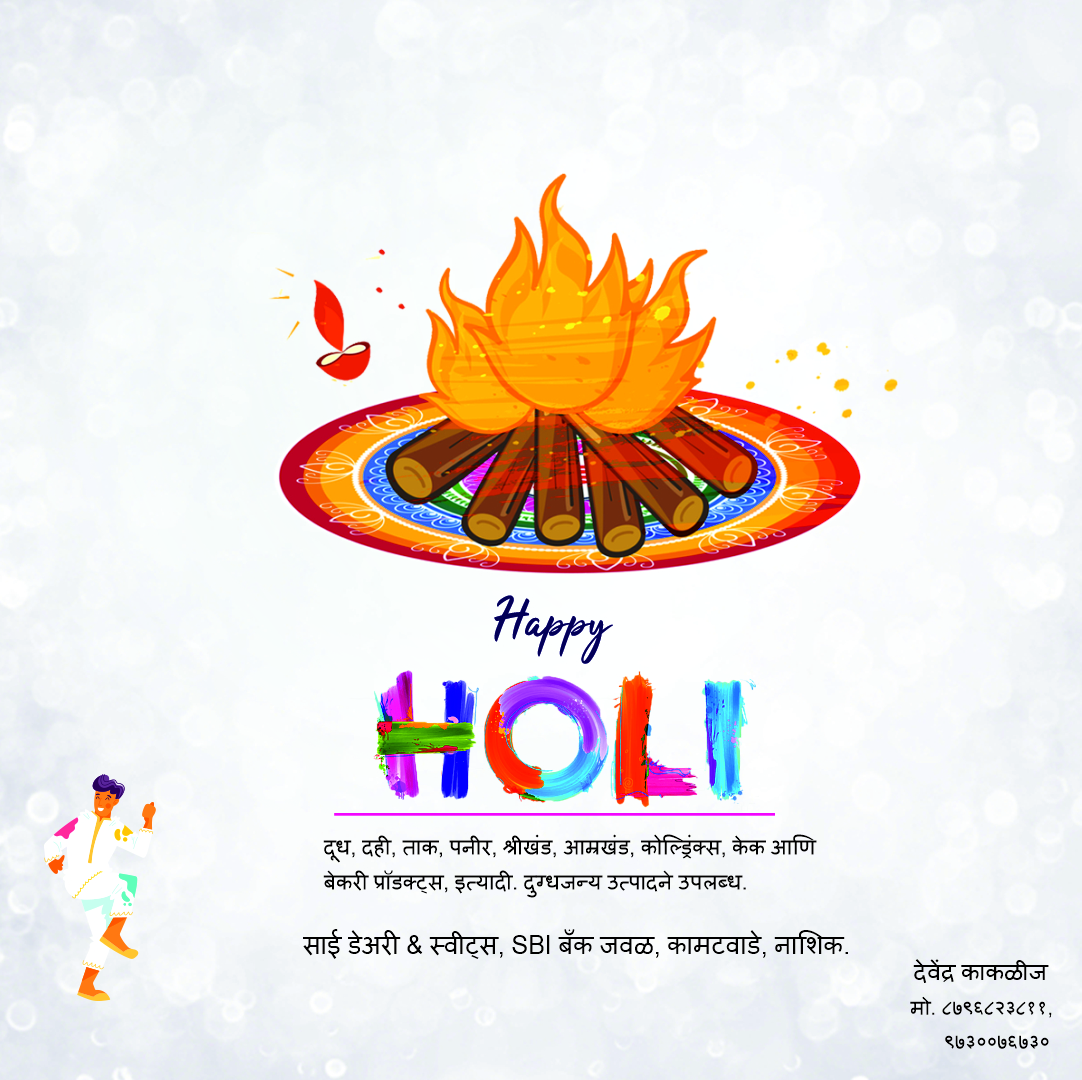 Happy
HOLI
दूध, दही, ताक, पनीर, श्रीखंड, आम्रखंड, कोल्ड्रिंक्स, केक आणि
बेकरी प्रॉडक्ट्स, इत्यादी. दुग्धजन्य उत्पादने उपलब्ध.
साई डेअरी & स्वीट्स, SBI बँक जवळ, कामटवाडे, नाशिक.
देवेंद्र काकळीज
मो. ८७९६८२३८११,
९७३००७६७३०